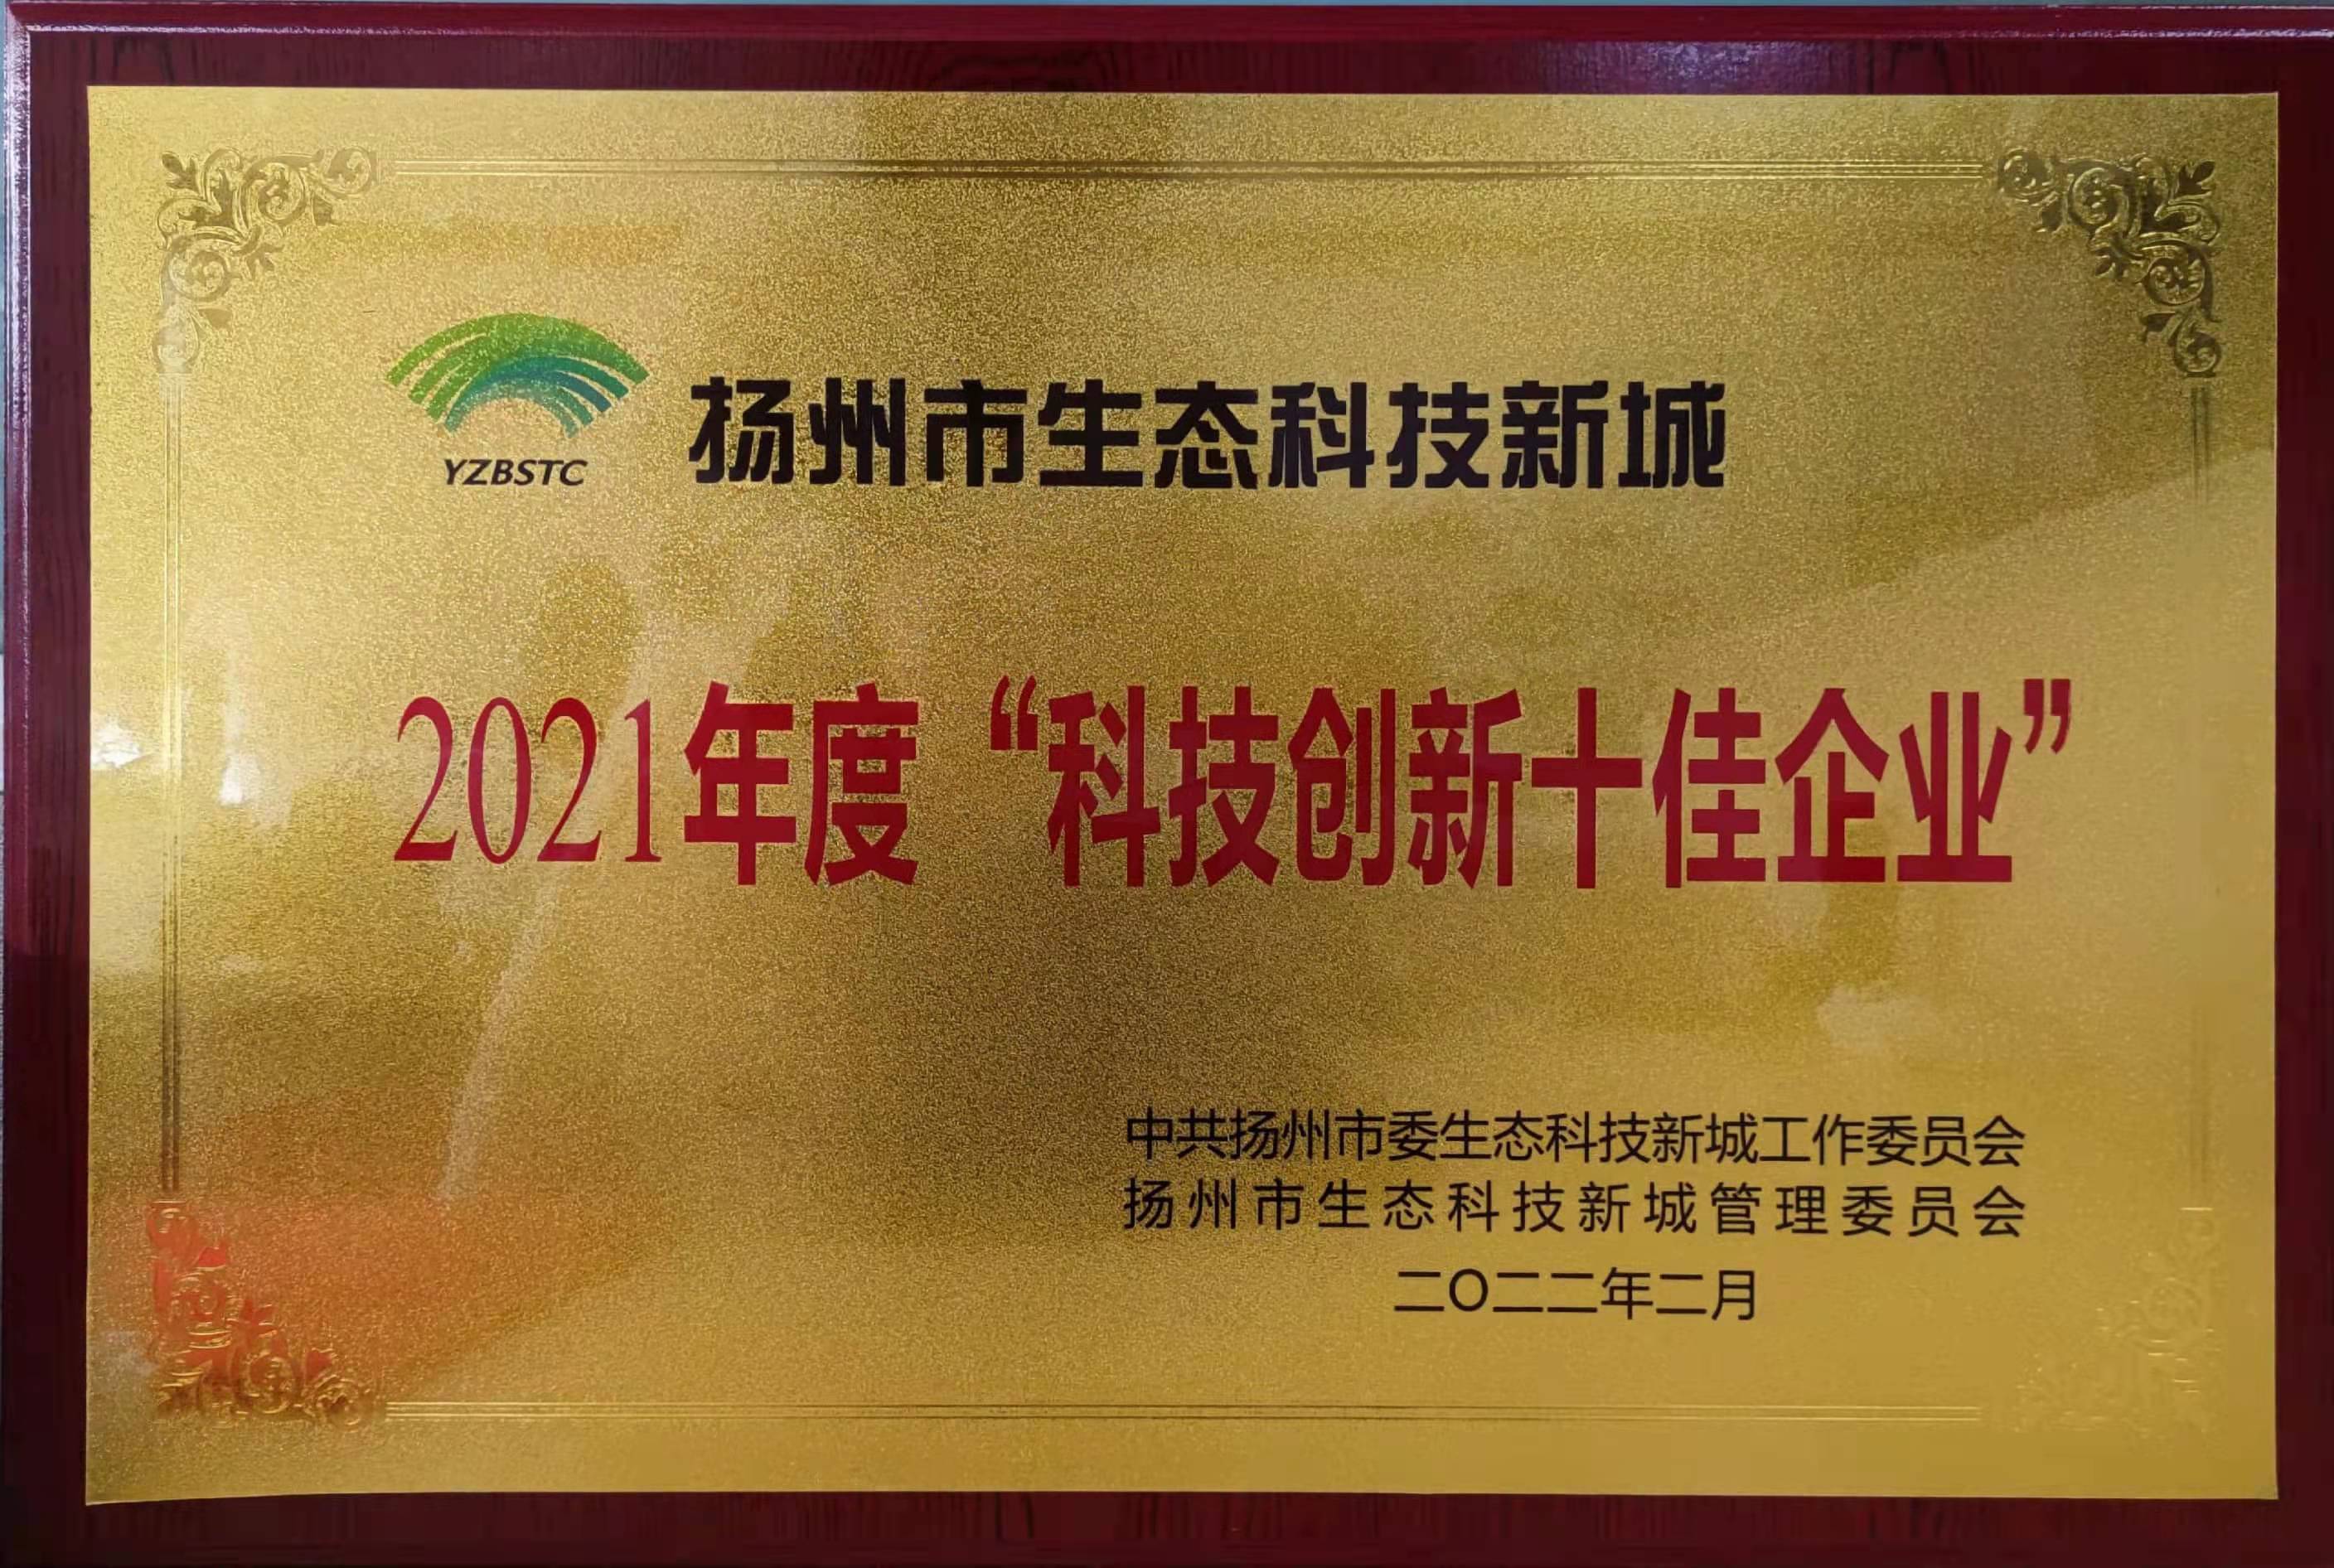 YZBSTC
扬州市生态科技新城
2021年度“科技创新十佳企业”
中共扬州市委生态科技新城工作委员会
扬州市生态科技新城管理委员会
二〇二二年二月